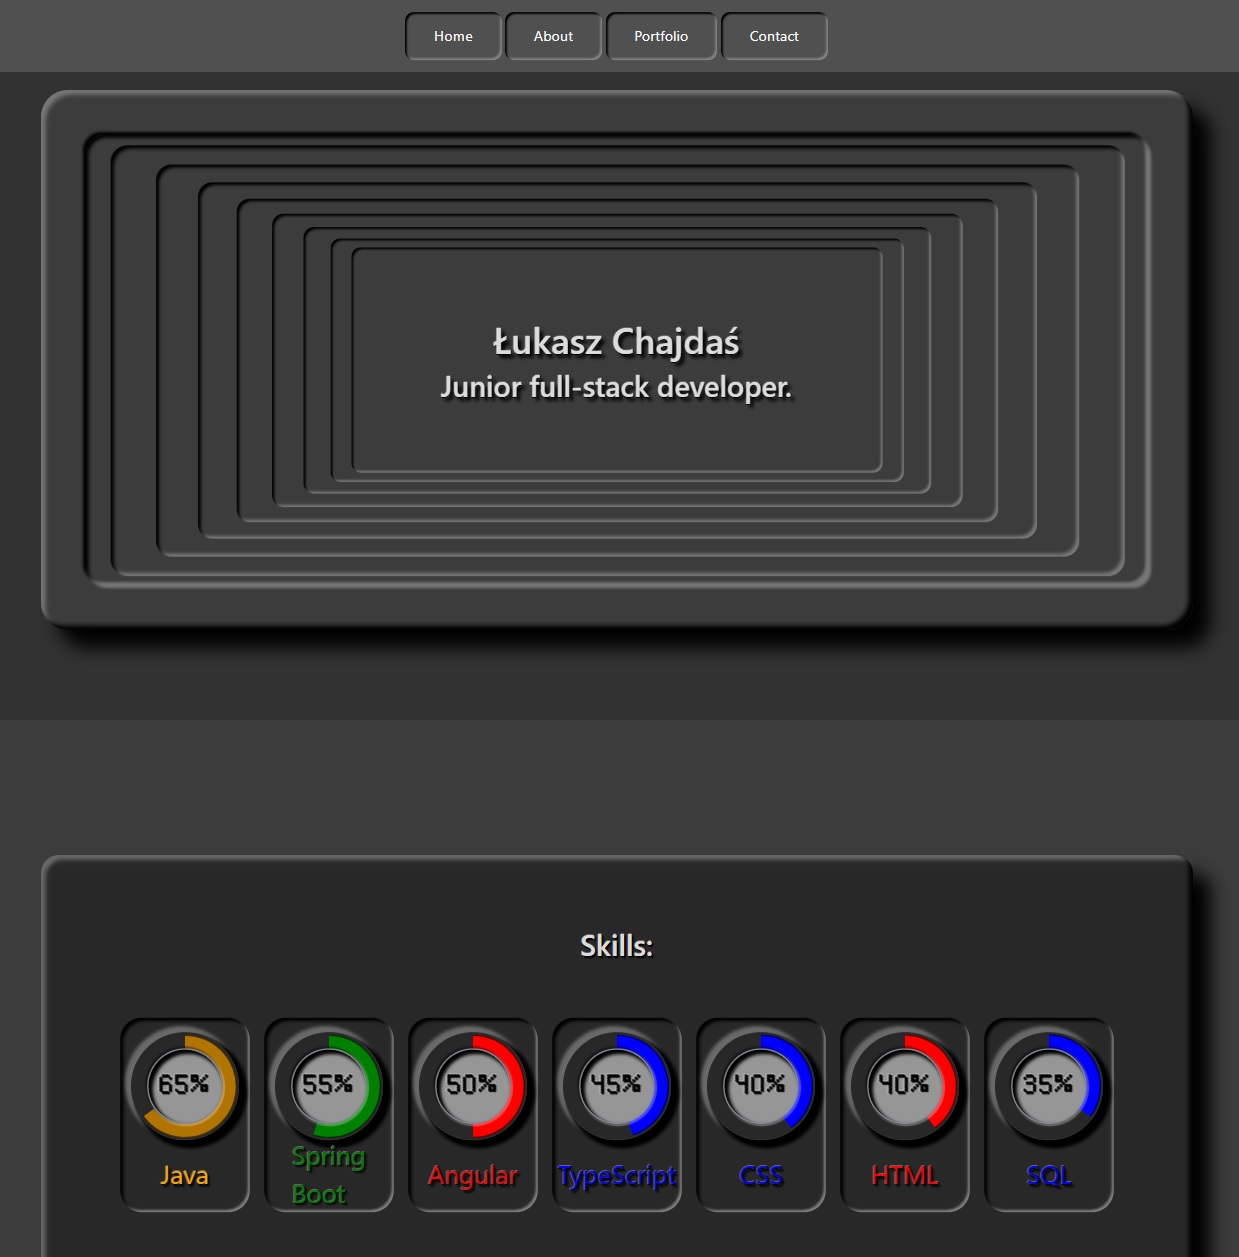 Home About Portfolio Contact
Łukasz Chajdaś
Junior full-stack developer.
Skills:
65% 55% 50% 45% 40% 40% 35%
Java Spring Boot Angular TypeScript CSS HTML SQL